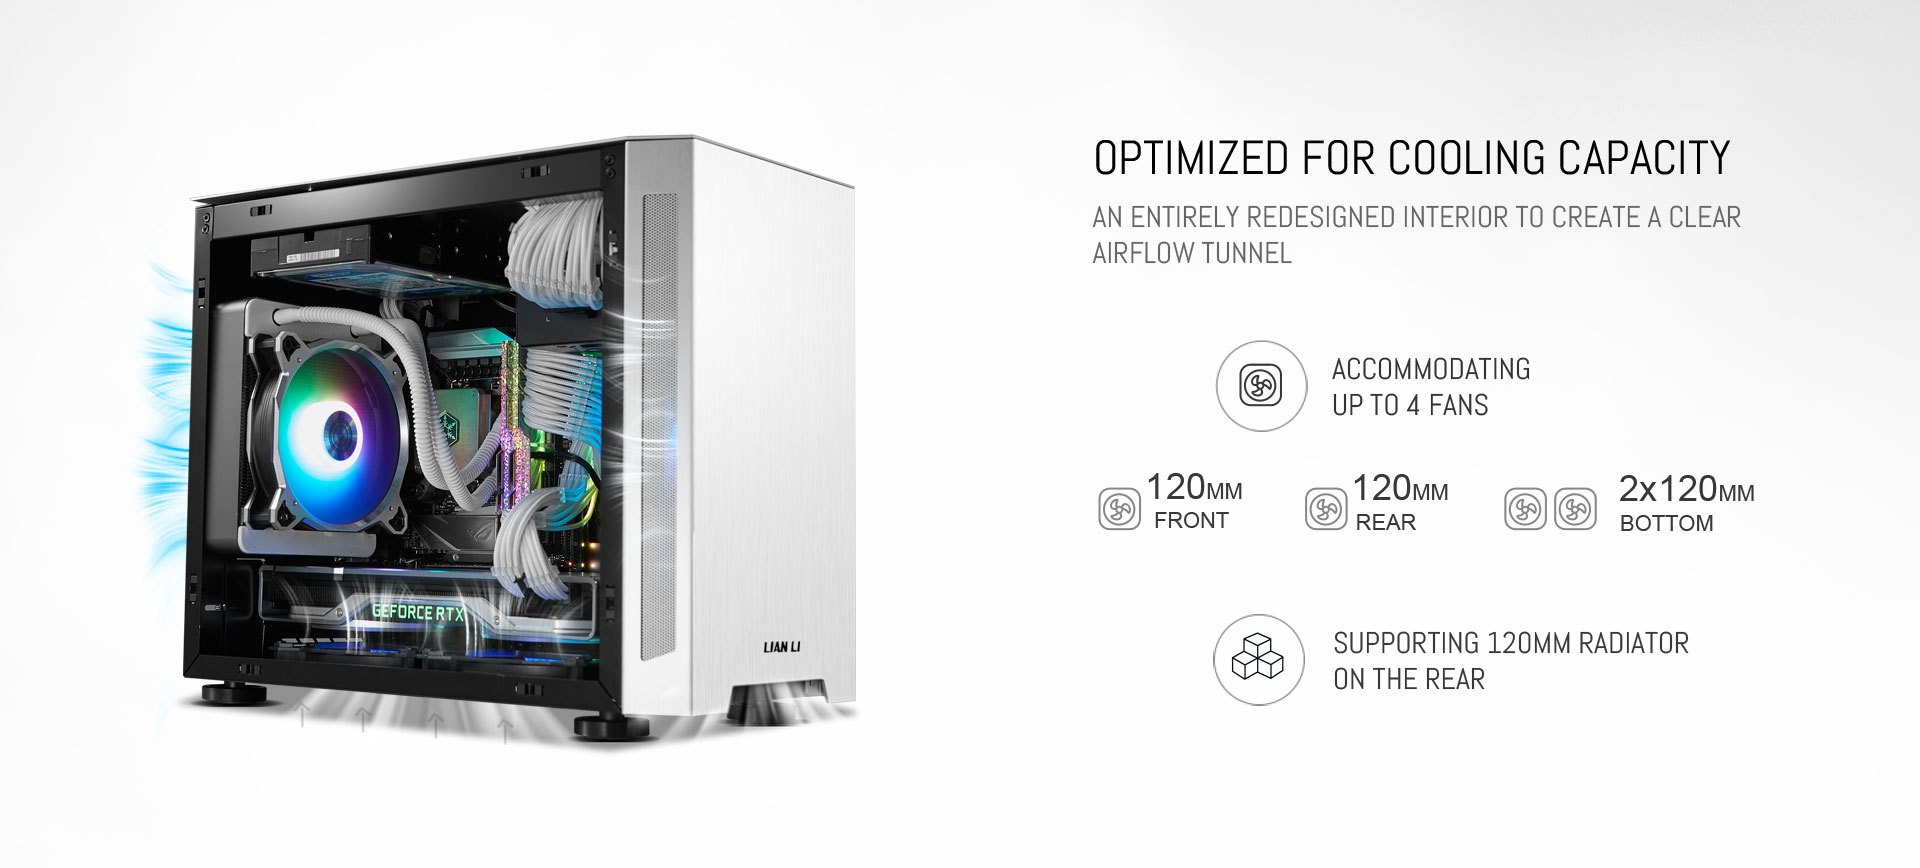 OPTIMIZED FOR COOLING CAPACITY
AN ENTIRELY REDESIGNED INTERIOR TO CREATE A CLEAR
AIRFLOW TUNNEL
ACCOMMODATING
UP TO 4 FANS
120MM
FRONT
120MM
REAR
2x120MM
BOTTOM
SUPPORTING 120MM RADIATOR
ON THE REAR
GEFORCE RTX
LIAN LI